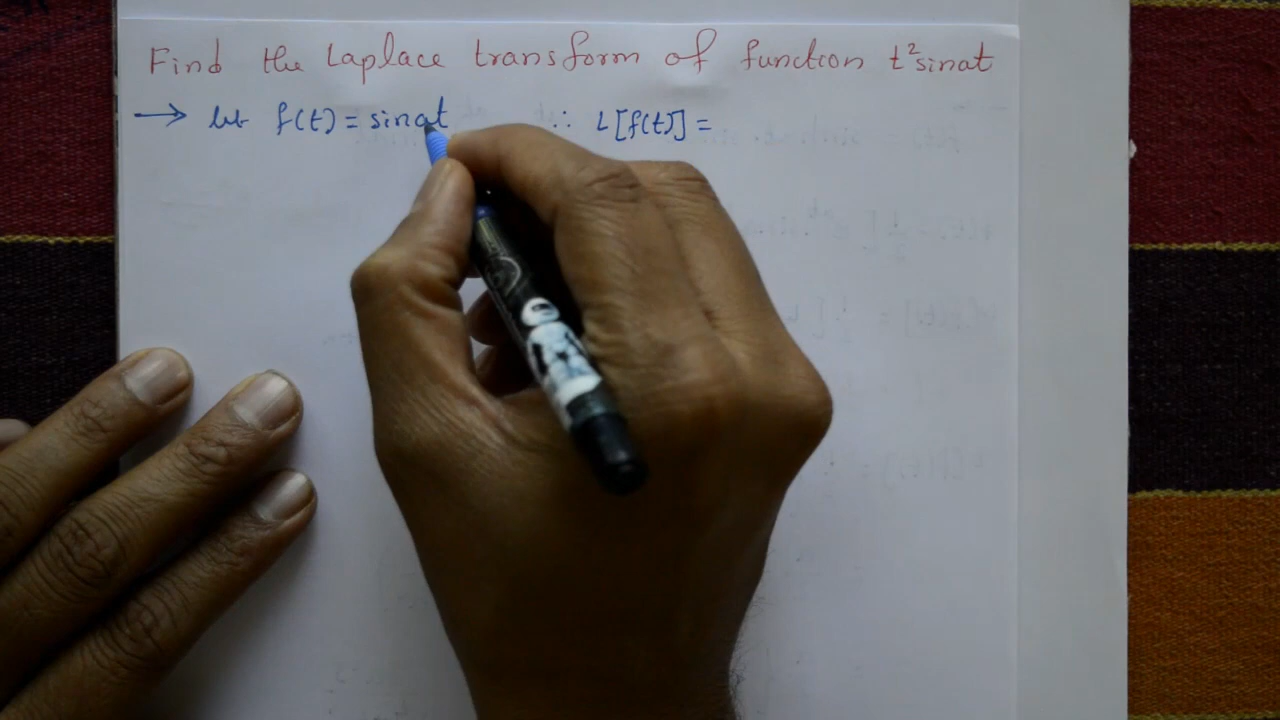 Find the Laplace transform of function t²sinat
→ let f(t) = sinat ∴ L[f(t)] =